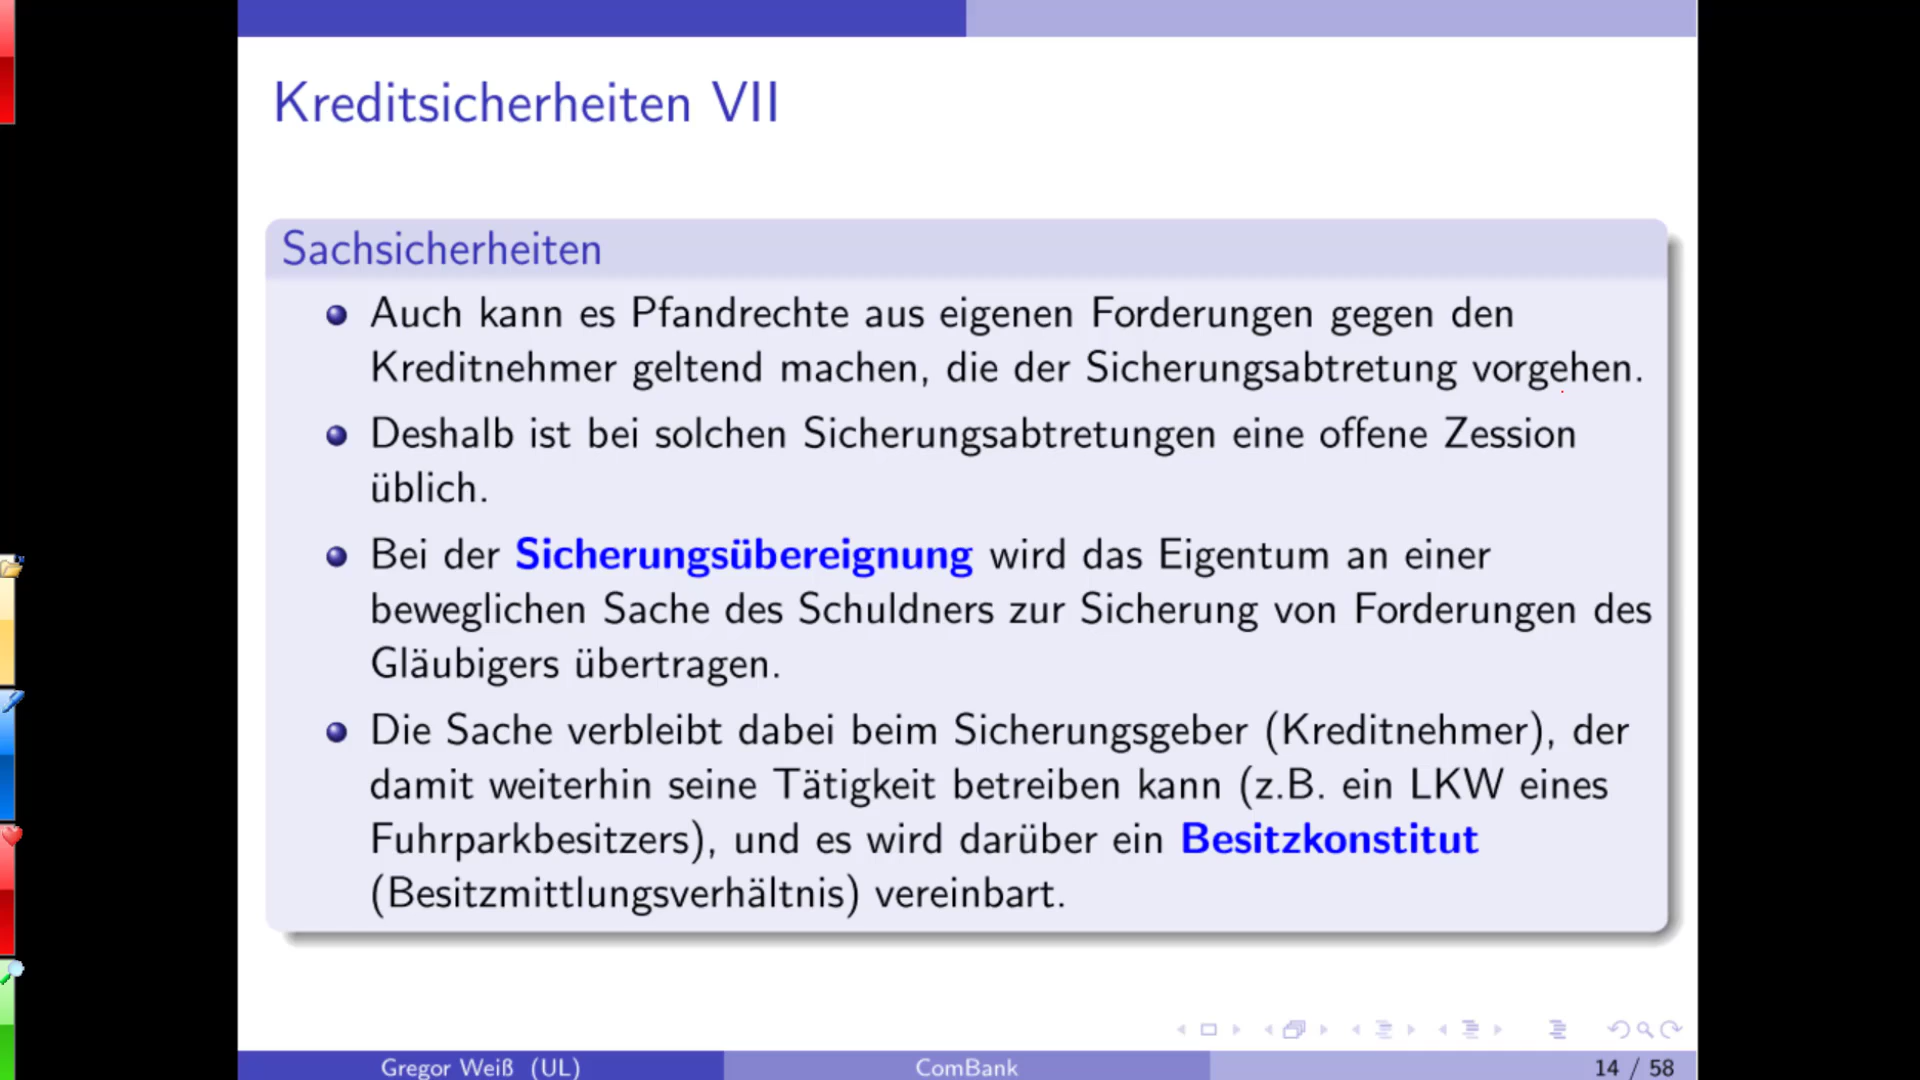 Kreditsicherheiten VII
Sachsicherheiten
Auch kann es Pfandrechte aus eigenen Forderungen gegen den
Kreditnehmer geltend machen, die der Sicherungsabtretung vorgehen.
Deshalb ist bei solchen Sicherungsabtretungen eine offene Zession
üblich.
Bei der Sicherungsübereignung wird das Eigentum an einer
beweglichen Sache des Schuldners zur Sicherung von Forderungen des
Gläubigers übertragen.
Die Sache verbleibt dabei beim Sicherungsgeber (Kreditnehmer), der
damit weiterhin seine Tätigkeit betreiben kann (z.B. ein LKW eines
Fuhrparkbesitzers), und es wird darüber ein Besitzkonstitut
(Besitzmittlungsverhältnis) vereinbart.
Gregor Weiß (UL)
ComBank
14 / 58